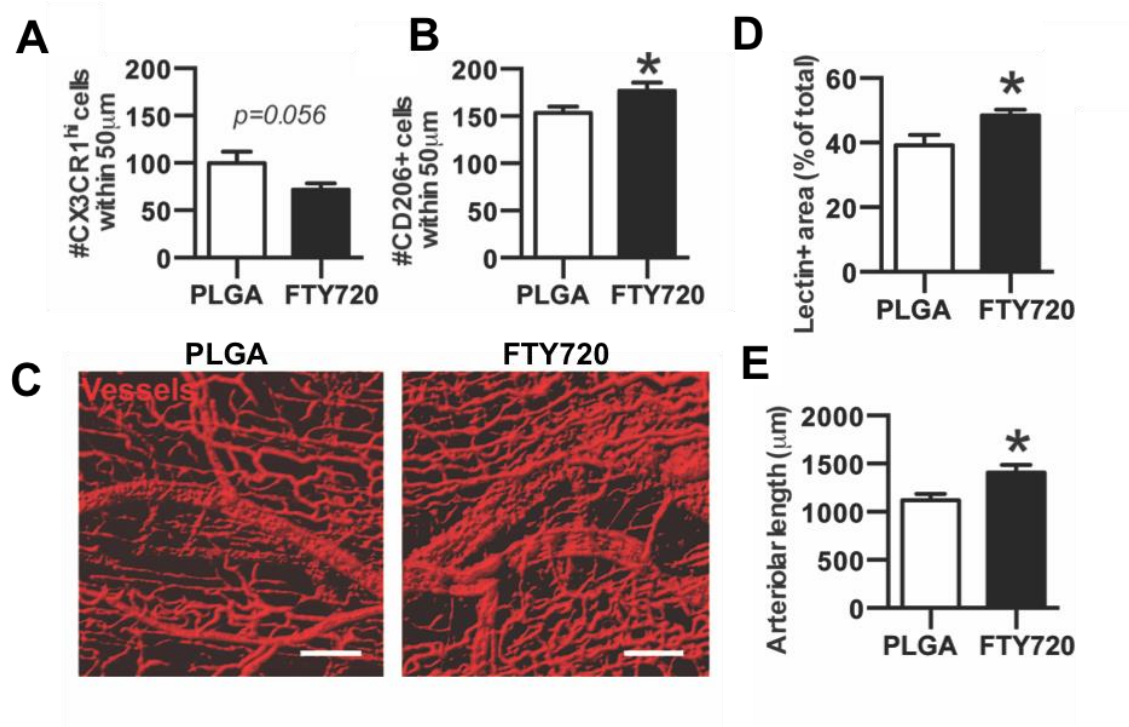 A
#CX3CR1hi cells
within 50μm
200
150
100
50
0
p=0.056
PLGA FTY720
B
#CD206+ cells
within 50μm
200
150
100
50
0
*
PLGA FTY720
D
Lectin+ area (% of total)
60
40
20
0
*
PLGA FTY720
C
PLGA
Vessels
FTY720
E
Arteriolar length (μm)
2000
1500
1000
500
0
*
PLGA FTY720